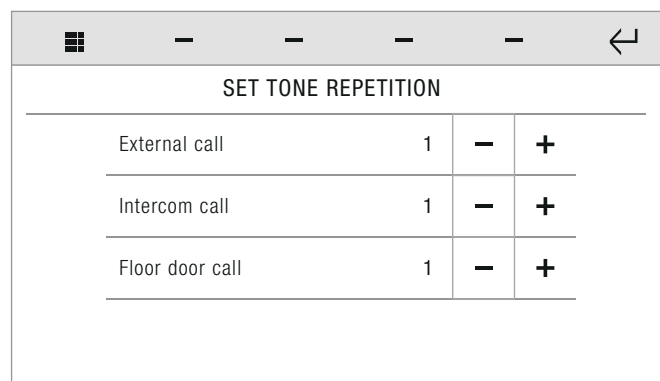 SET TONE REPETITION
External call 1 − +
Intercom call 1 − +
Floor door call 1 − +